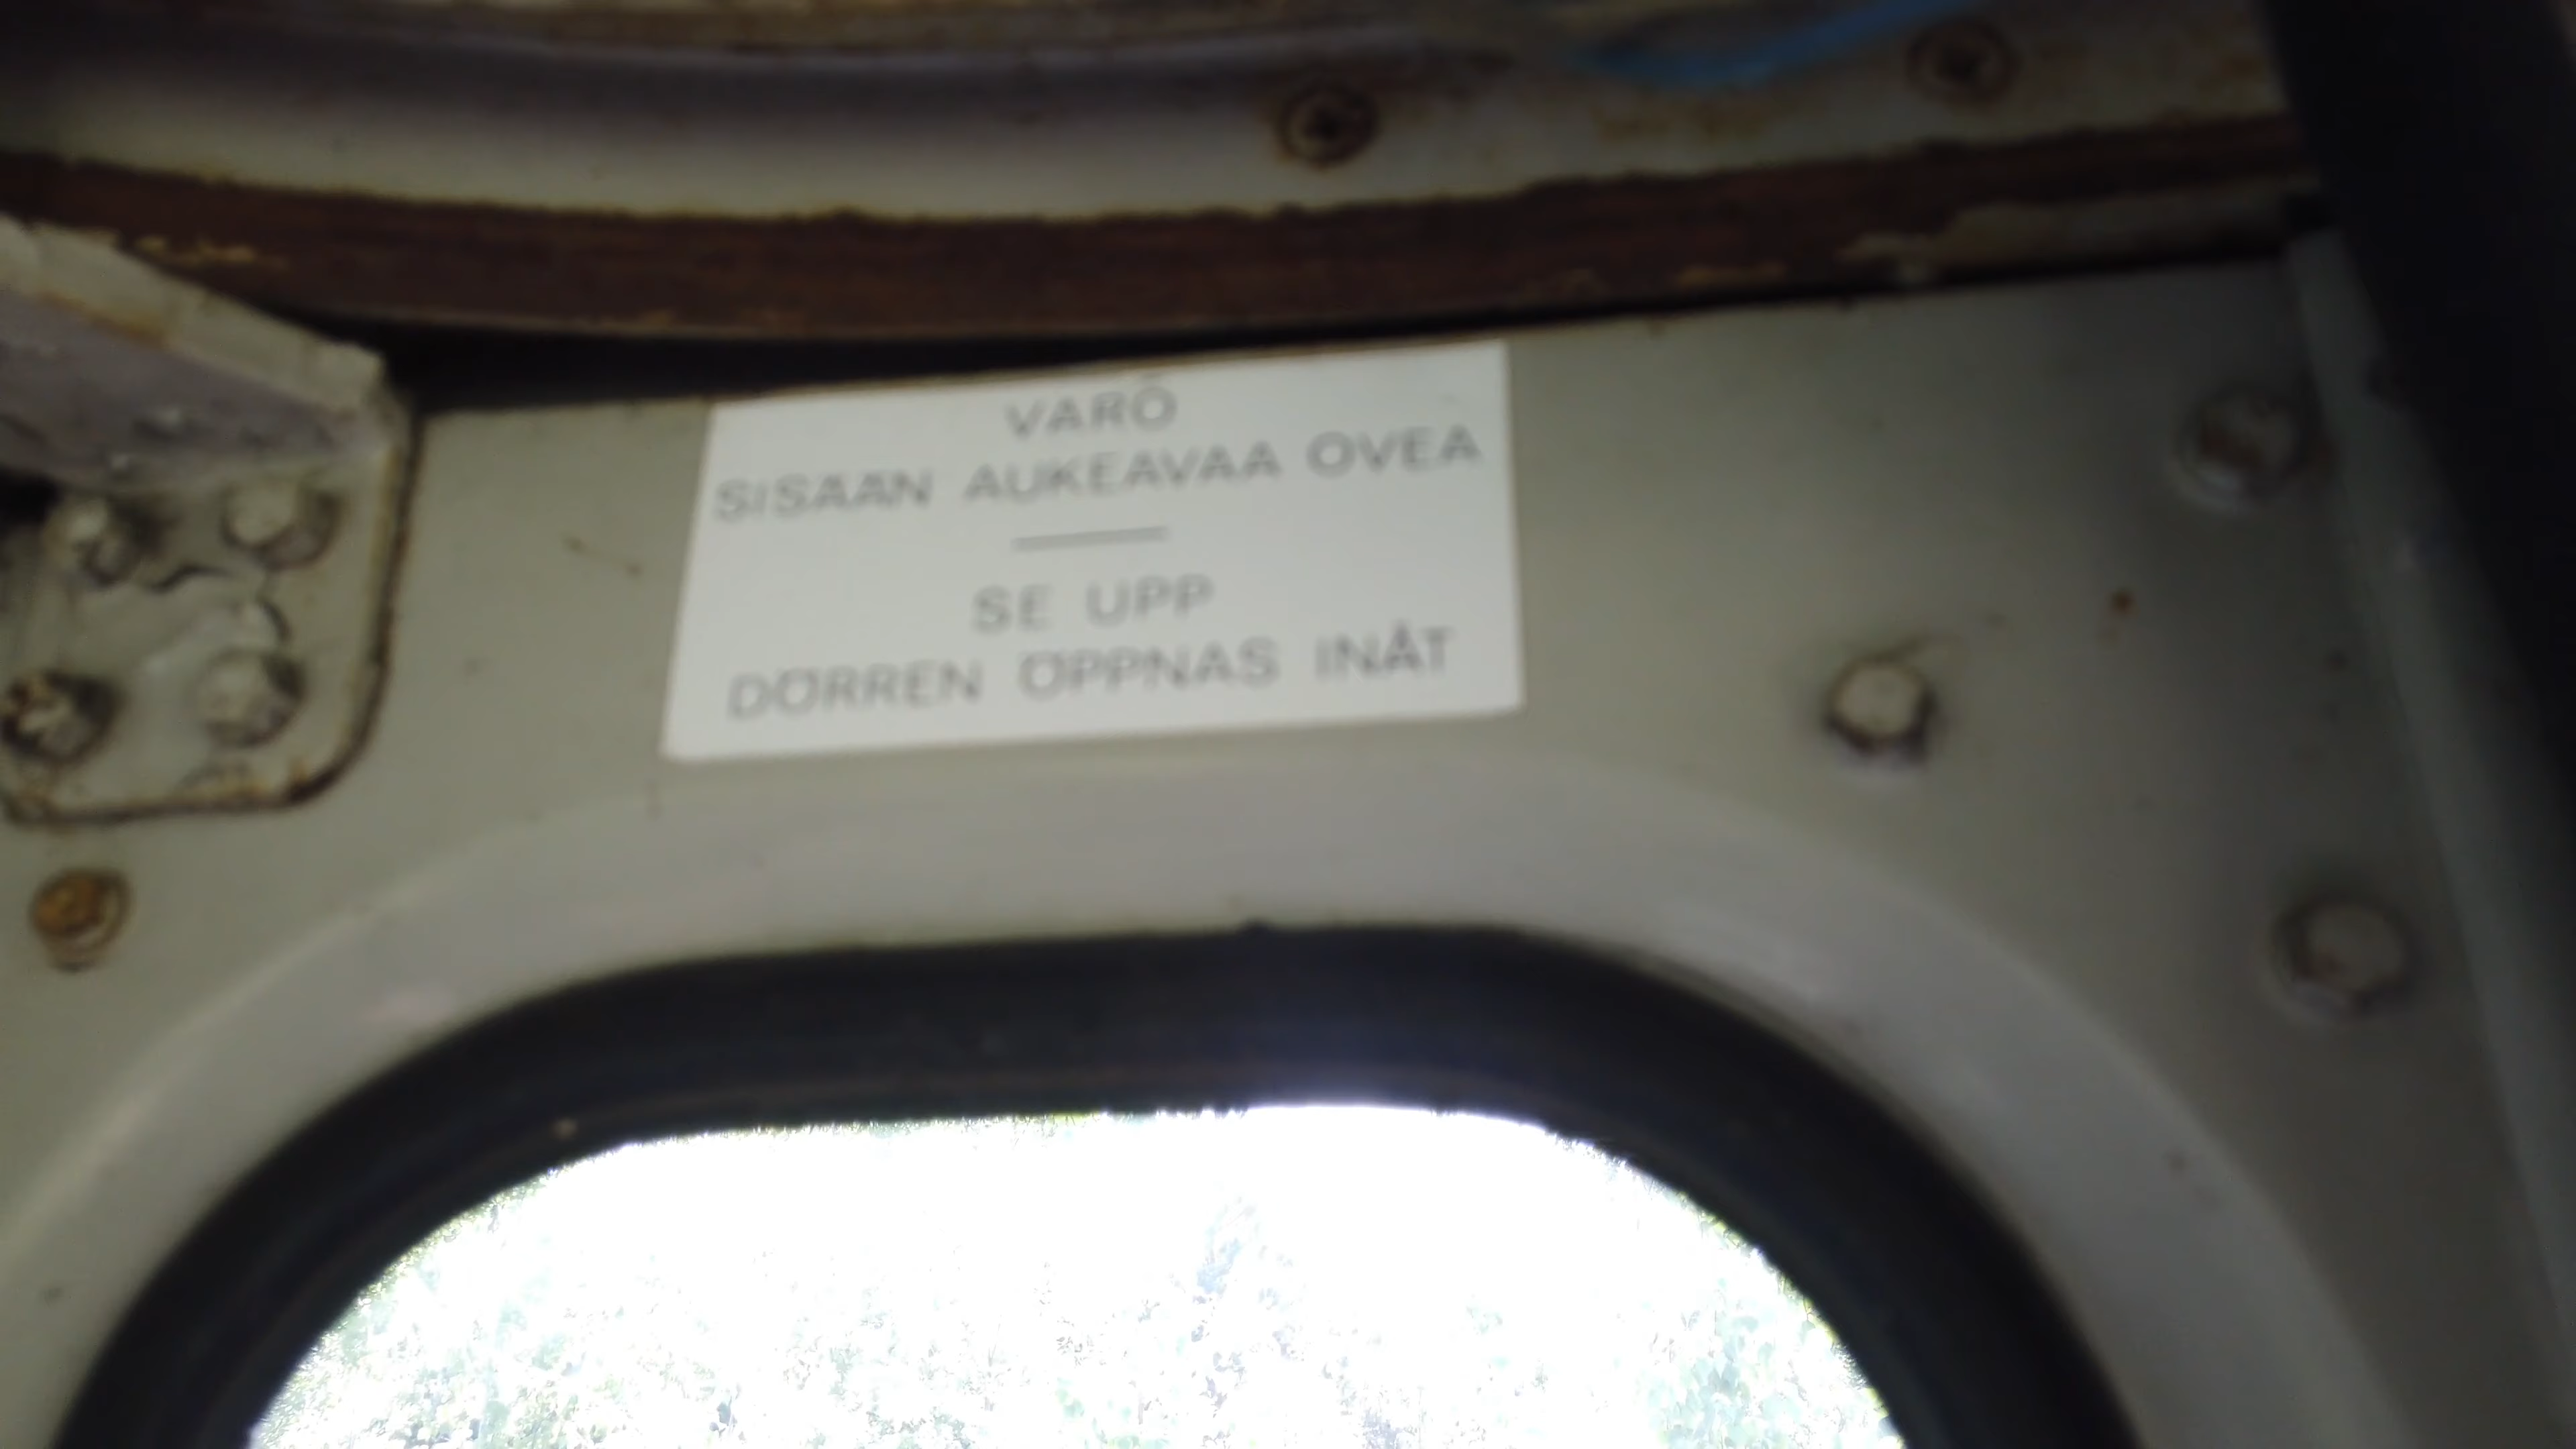 VARO
SISÄÄN AUKEAVAA OVEA
SE UPP
DÖRREN ÖPPNAS INÅT